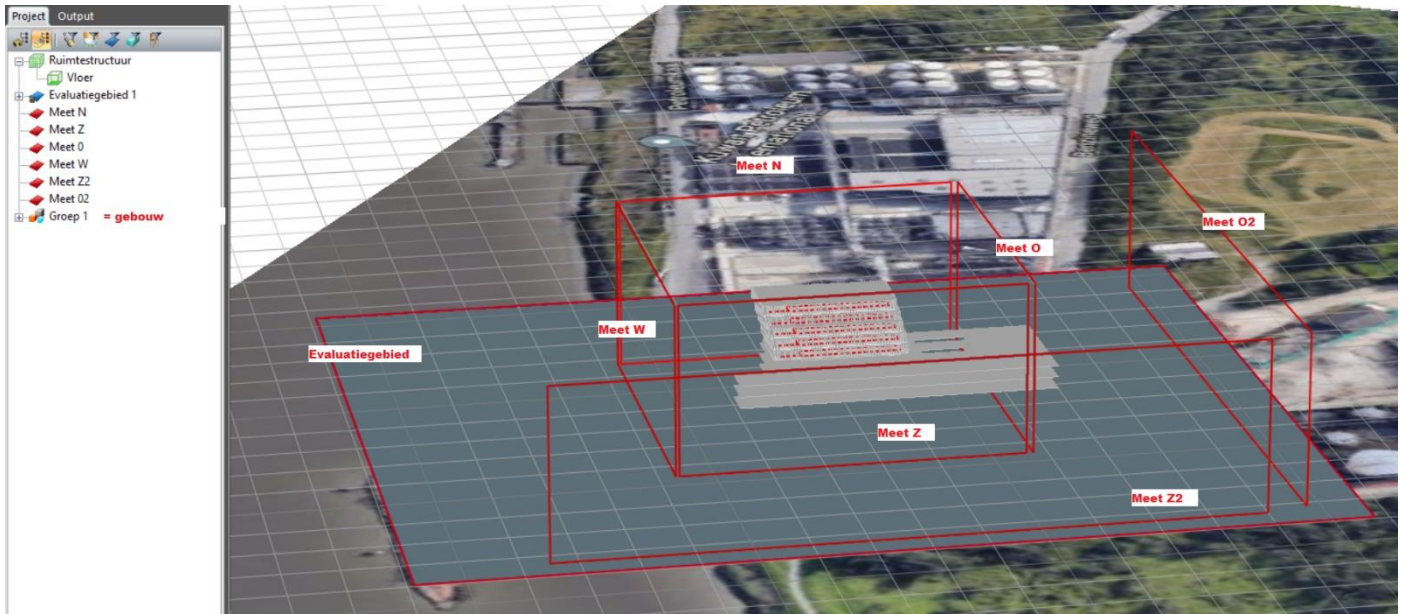 Project Output
Ruimtestructuur
Vloer
Evaluatiegebied 1
Meet N
Meet Z
Meet 0
Meet W
Meet Z2
Meet 02
Groep 1 = gebouw
Meet N
Meet O2
Meet O
Meet W
Evaluatiegebied
Meet Z
Meet Z2